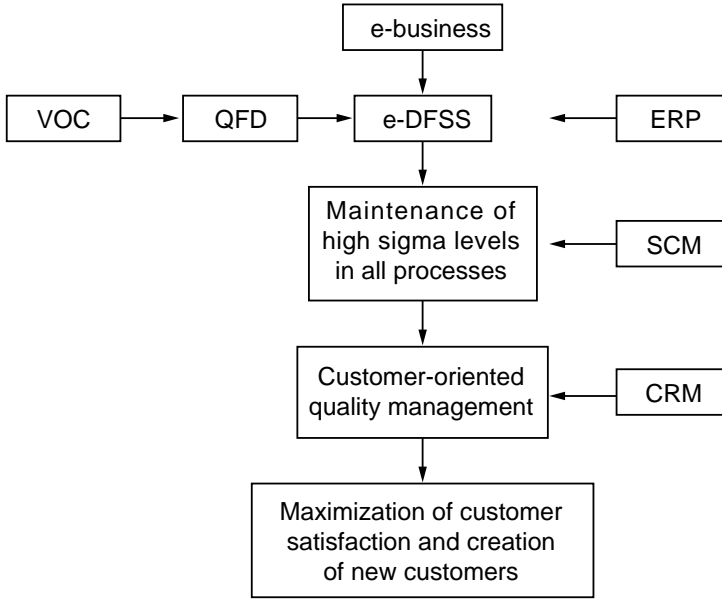 e-business
VOC
QFD
e-DFSS
ERP
Maintenance of
high sigma levels
in all processes
SCM
Customer-oriented
quality management
CRM
Maximization of customer
satisfaction and creation
of new customers